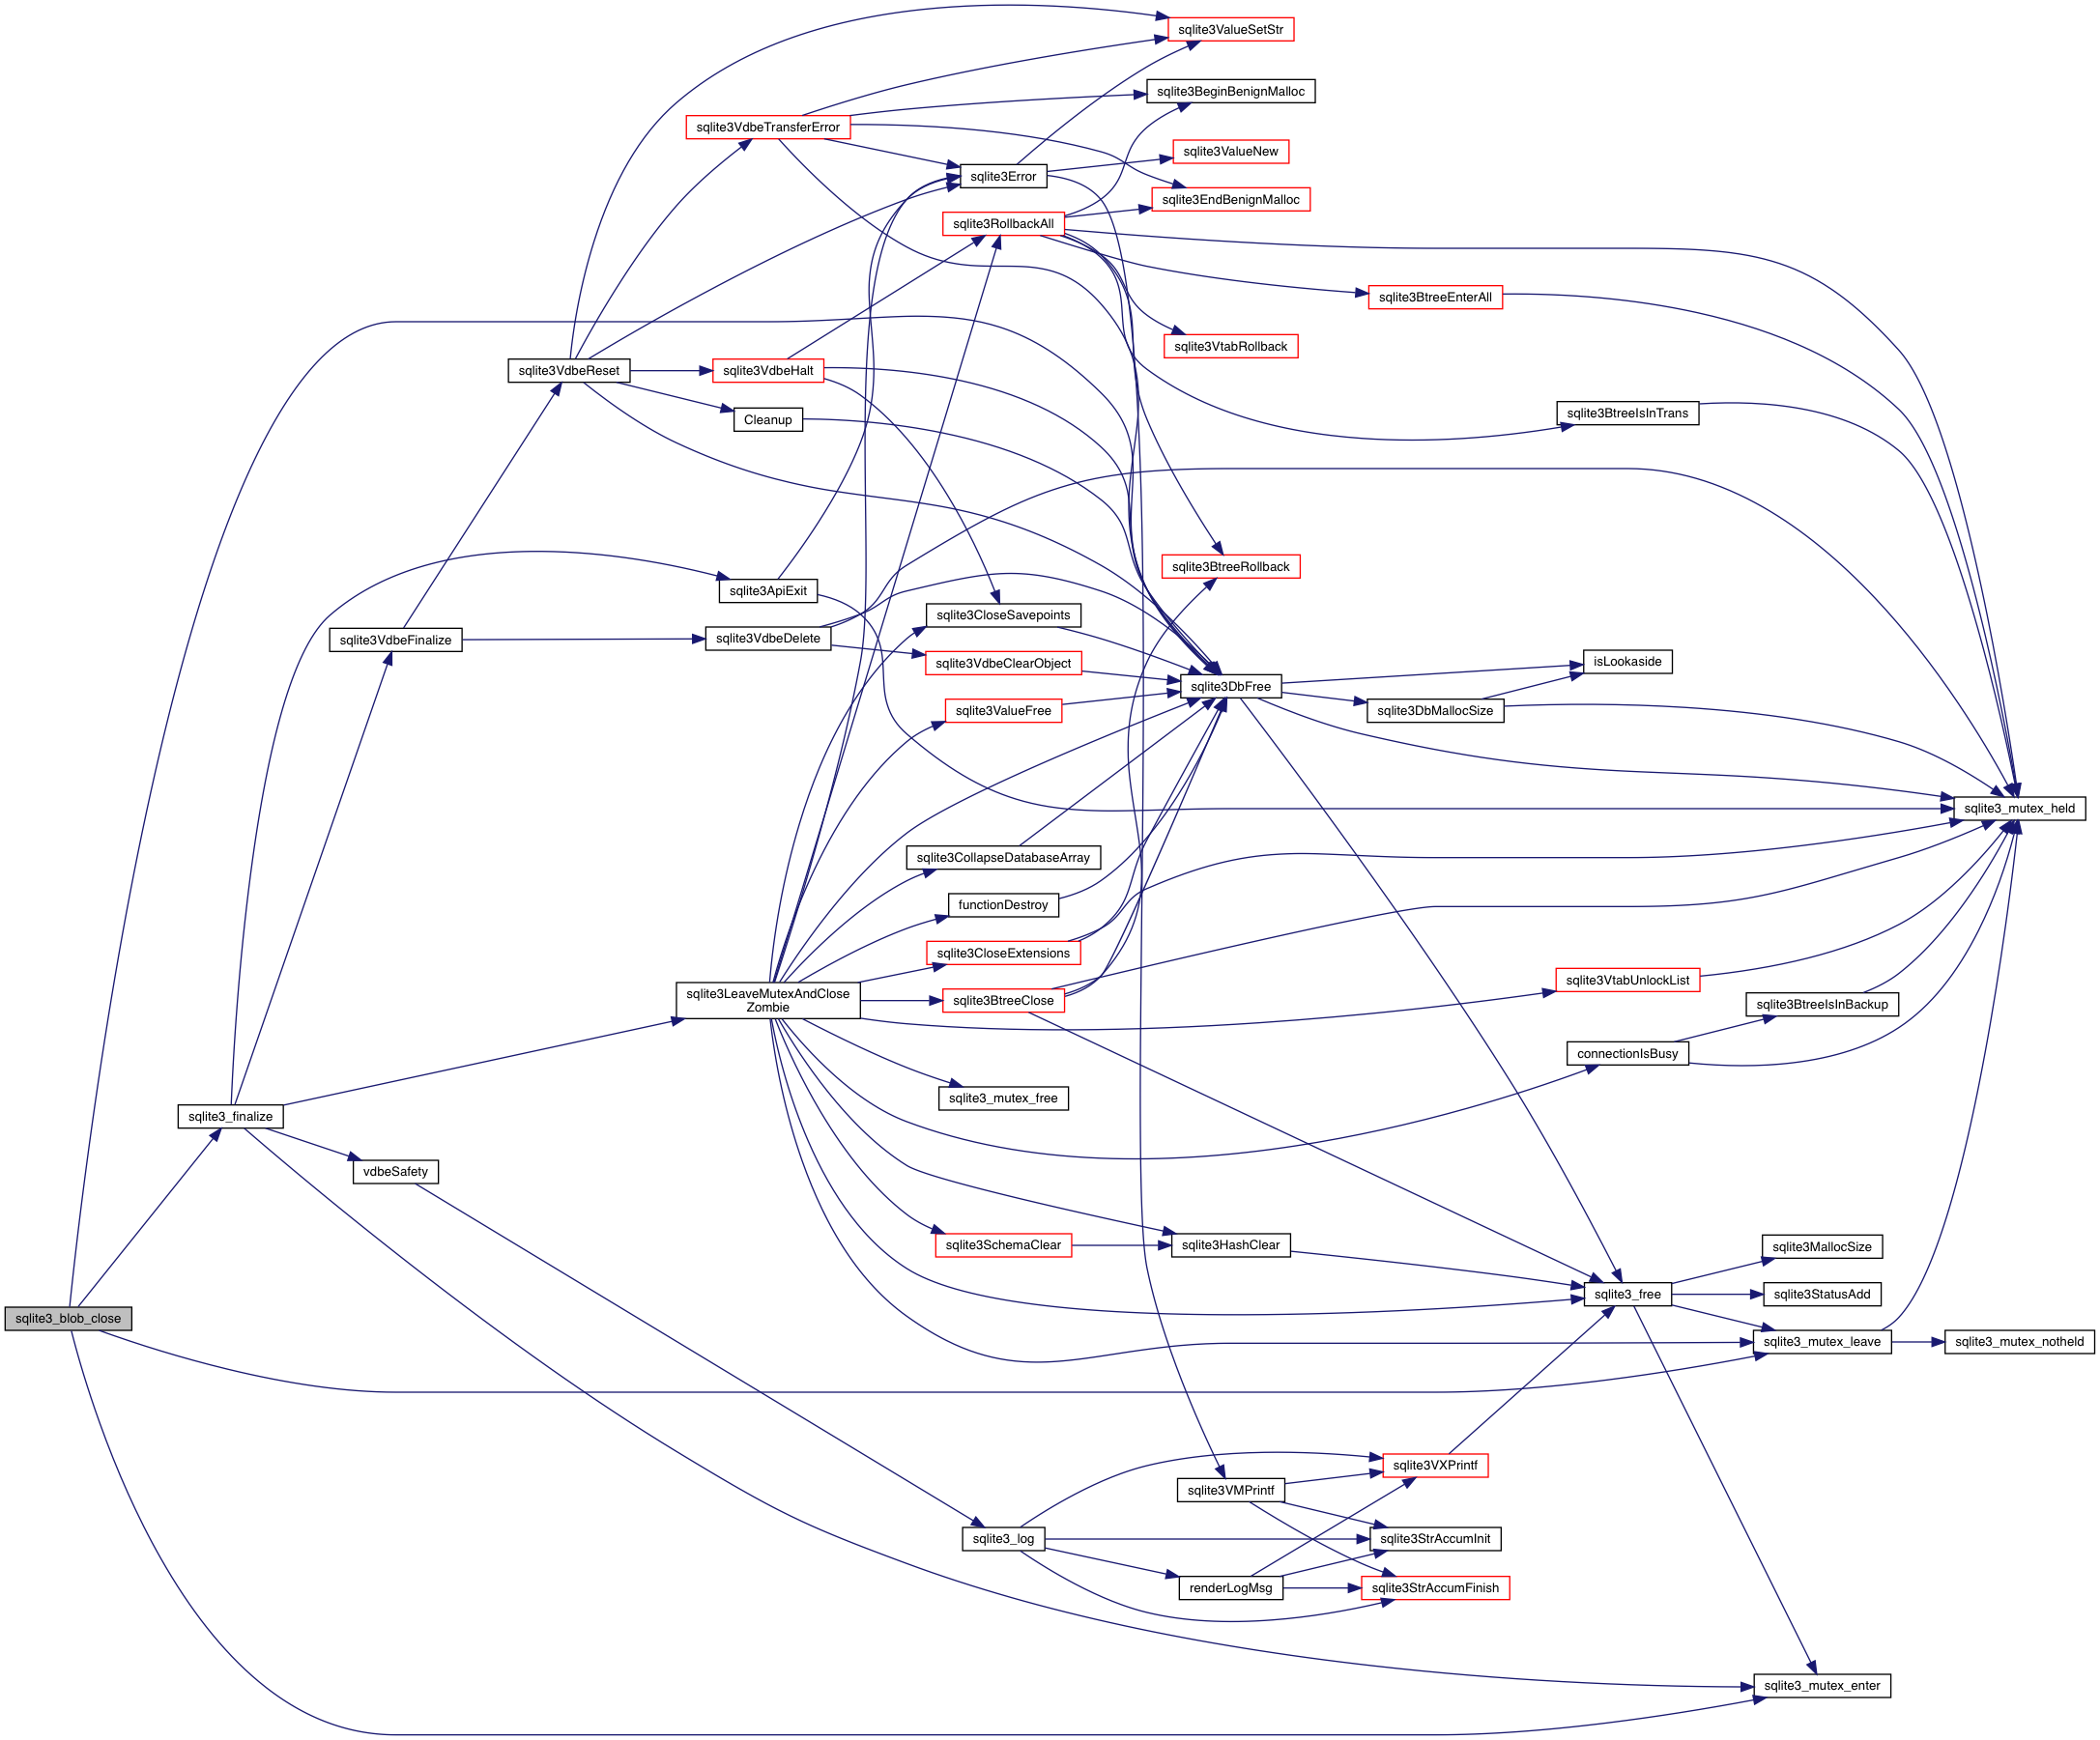 sqlite3ValueSetStr
sqlite3BeginBenignMalloc
sqlite3VdbeTransferError
sqlite3ValueNew
sqlite3Error
sqlite3EndBenignMalloc
sqlite3RollbackAll
sqlite3BtreeEnterAll
sqlite3VtabRollback
sqlite3VdbeReset
sqlite3VdbeHalt
sqlite3BtreeIsInTrans
Cleanup
sqlite3BtreeRollback
sqlite3ApiExit
sqlite3CloseSavepoints
sqlite3VdbeFinalize
sqlite3VdbeDelete
sqlite3VdbeClearObject
isLookaside
sqlite3DbFree
sqlite3ValueFree
sqlite3DbMallocSize
sqlite3_mutex_held
sqlite3CollapseDatabaseArray
functionDestroy
sqlite3CloseExtensions
sqlite3VtabUnlockList
sqlite3LeaveMutexAndClose
Zombie
sqlite3BtreeClose
sqlite3BtreeIsInBackup
connectionIsBusy
sqlite3_mutex_free
sqlite3_finalize
vdbeSafety
sqlite3SchemaClear
sqlite3HashClear
sqlite3MallocSize
sqlite3_free
sqlite3StatusAdd
sqlite3_blob_close
sqlite3_mutex_leave
sqlite3_mutex_notheld
sqlite3VXPrintf
sqlite3VMPrintf
sqlite3_log
sqlite3StrAccumInit
renderLogMsg
sqlite3StrAccumFinish
sqlite3_mutex_enter